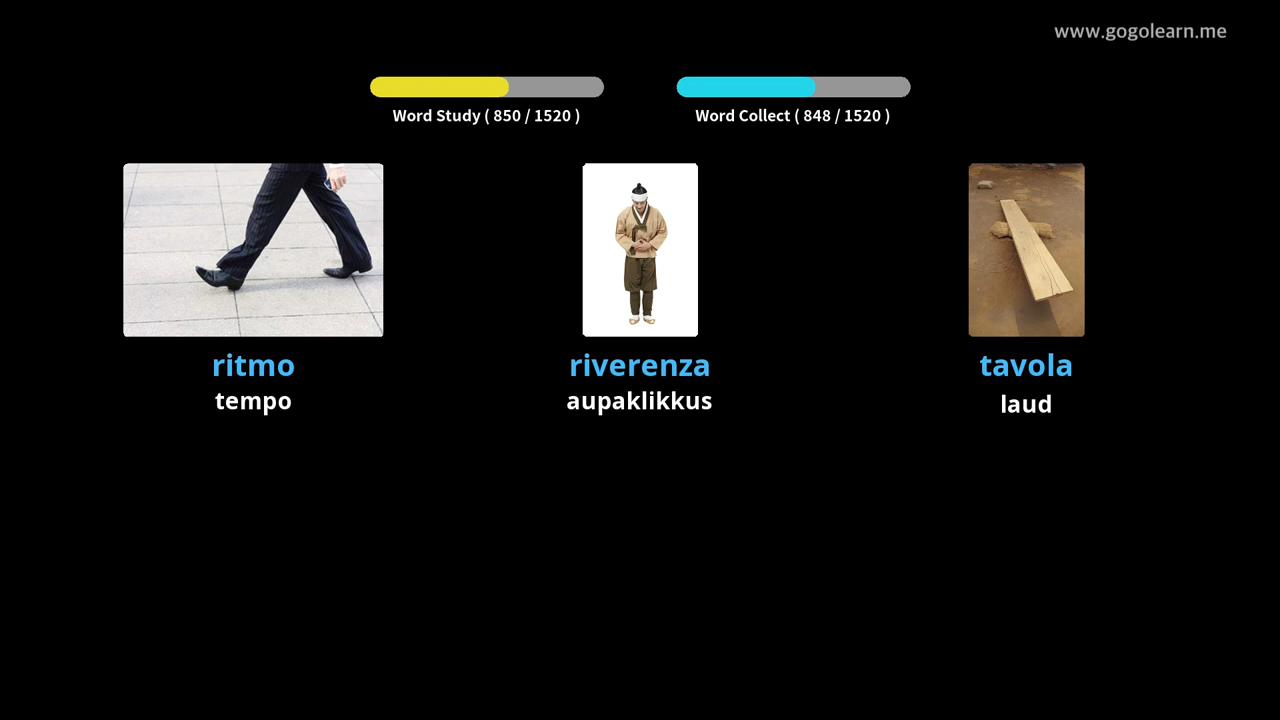 www.gogolearn.me
Word Study ( 850 / 1520 )
Word Collect ( 848 / 1520 )
ritmo
riverenza
tavola
tempo
aupaklikkus
laud